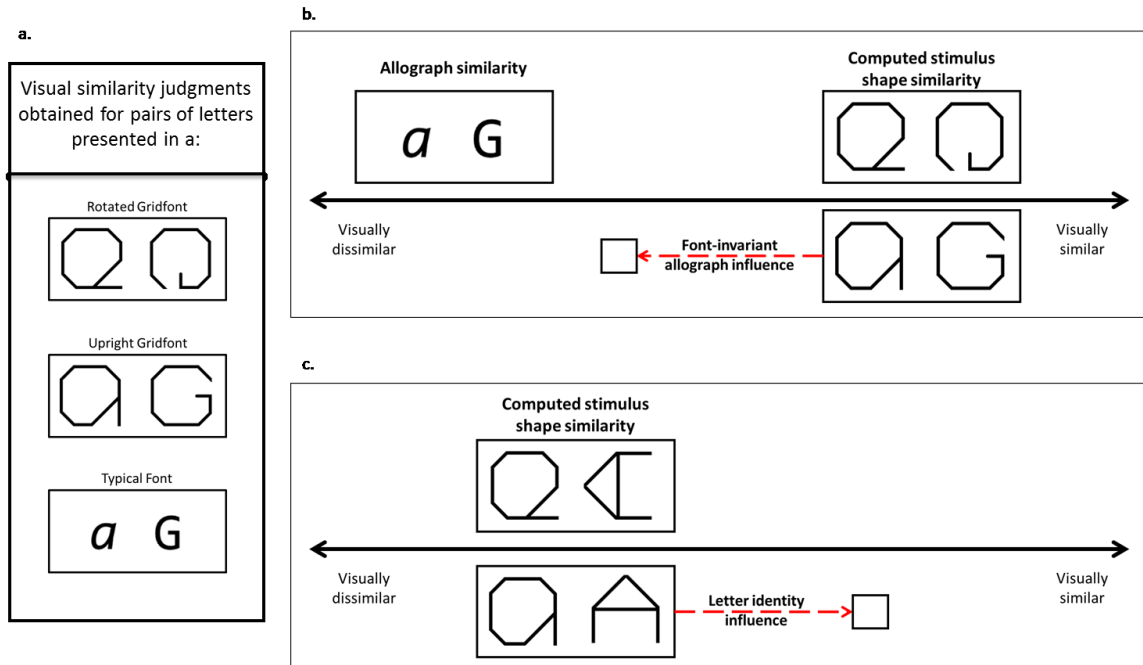 a.
Visual similarity judgments
obtained for pairs of letters
presented in a:
Rotated Gridfont
a G
Upright Gridfont
a G
Typical Font
a G
b.
Allograph similarity
a G
Computed stimulus
shape similarity
a G
Visually
dissimilar
Visually
similar
Font-invariant
allograph influence
a G
c.
Computed stimulus
shape similarity
a A
Visually
dissimilar
Visually
similar
a A
Letter identity
influence